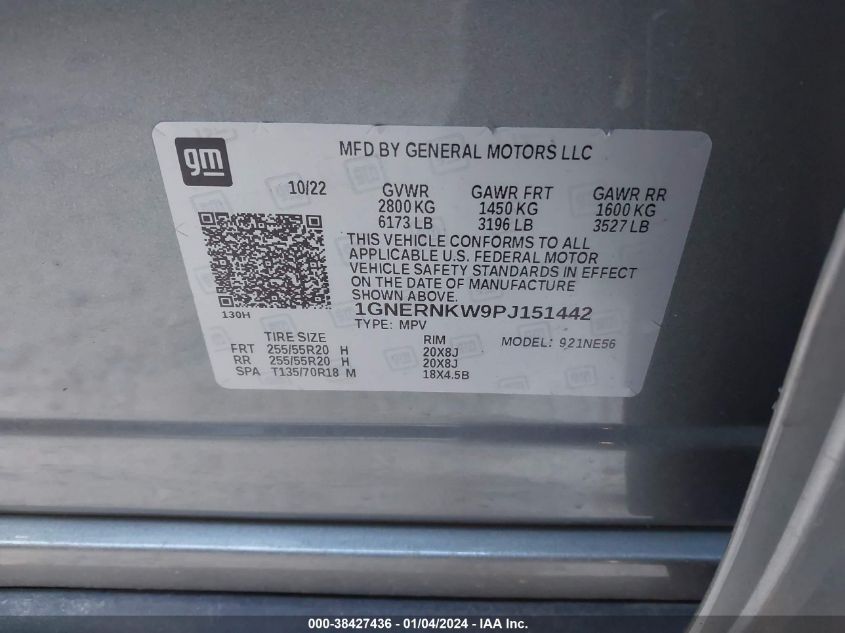 gm
MFD BY GENERAL MOTORS LLC
10/22 GVWR GAWR FRT GAWR RR
2800 KG 1450 KG 1600 KG
6173 LB 3196 LB 3527 LB
THIS VEHICLE CONFORMS TO ALL
APPLICABLE U.S. FEDERAL MOTOR
VEHICLE SAFETY STANDARDS IN EFFECT
ON THE DATE OF MANUFACTURE
SHOWN ABOVE.
130H 1GNERNKW9PJ151442
TYPE: MPV
TIRE SIZE RIM MODEL: 921NE56
FRT 255/55R20 H 20X8J
RR 255/55R20 H 20X8J
SPA T135/70R18 M 18X4.5B
000-38427436 - 01/04/2024 - IAA, Inc.